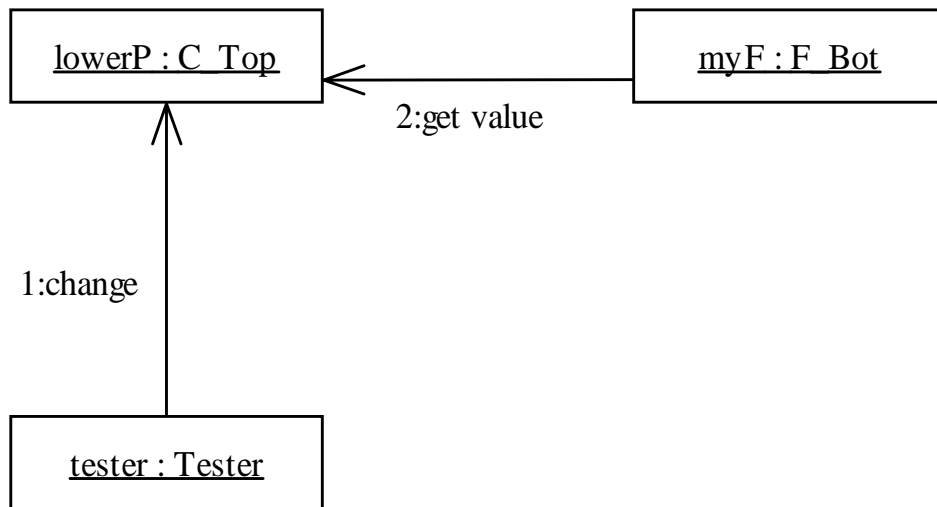 lowerP : C_Top
myF : F_Bot
2:get value
1:change
tester : Tester